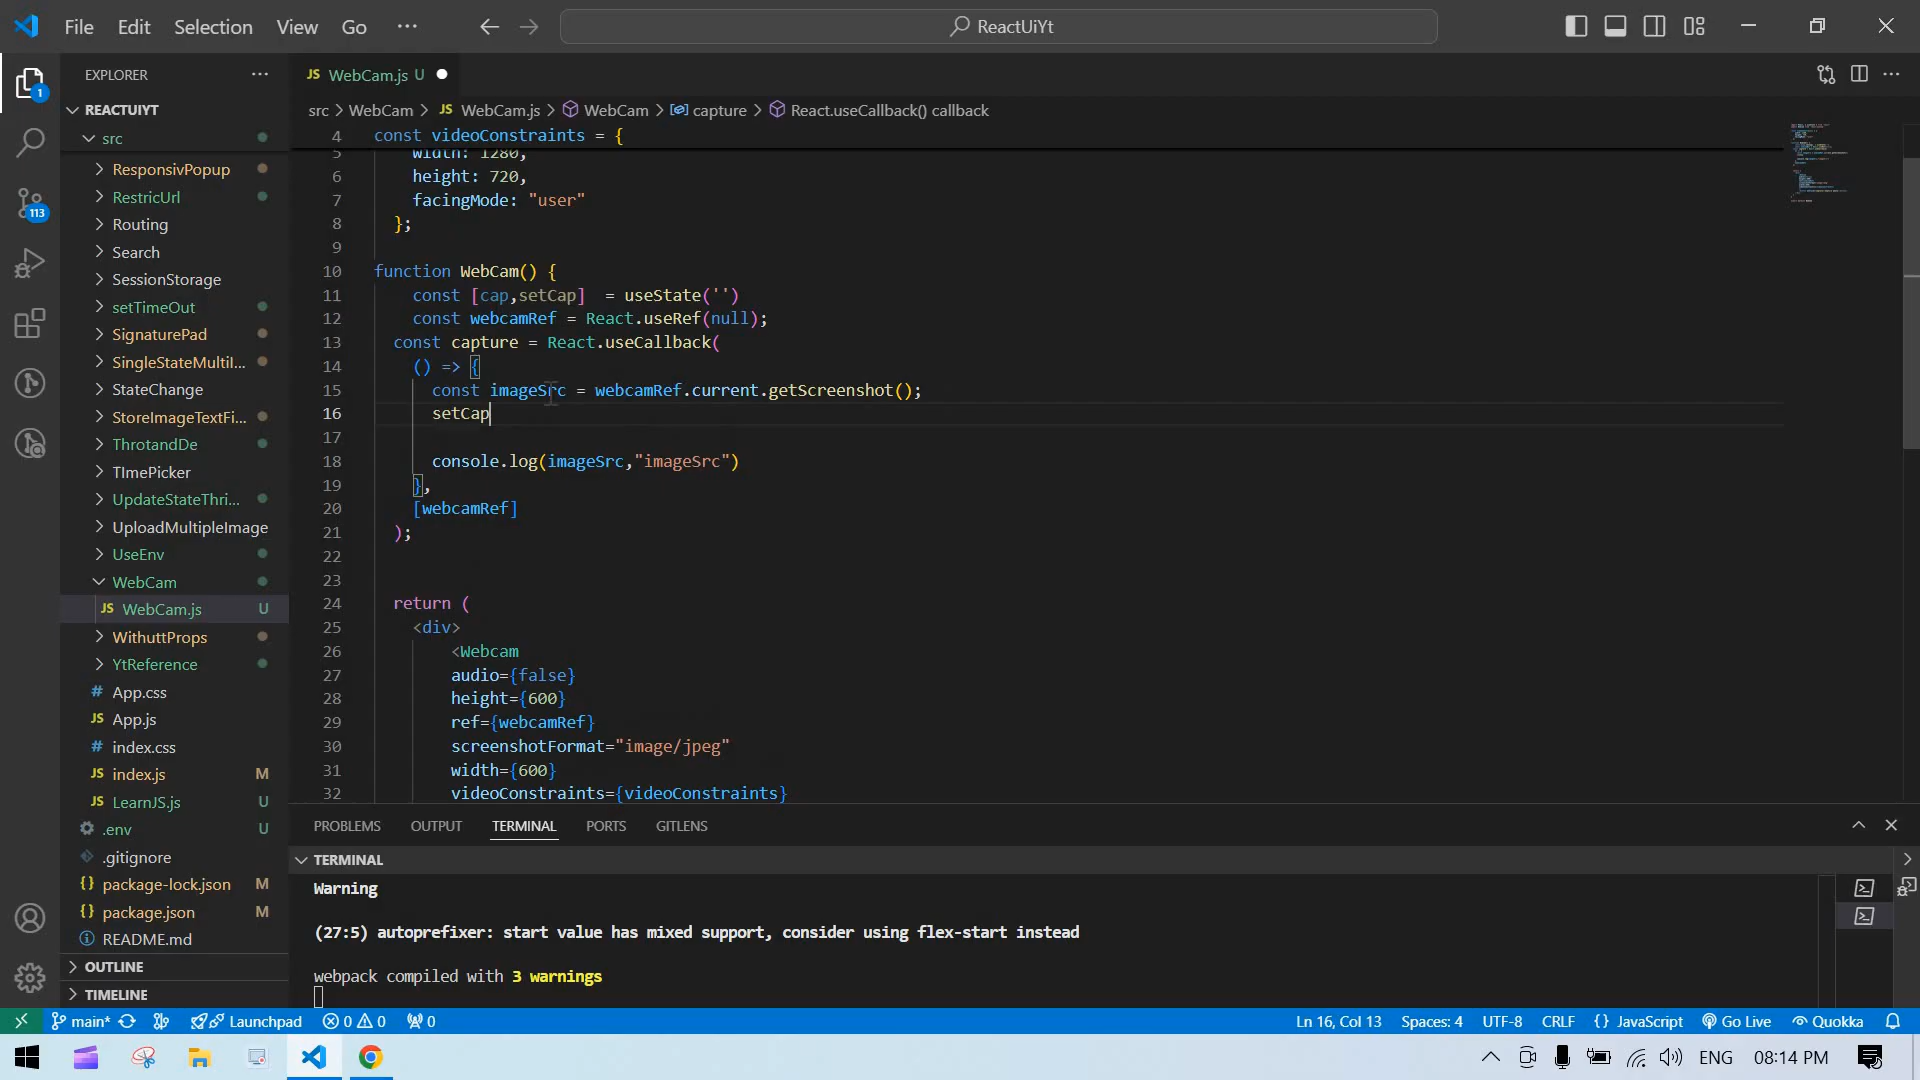 File Edit Selection View Go ··· ReactUiYt
EXPLORER ···
1
REACTUIYT
src
ResponsivPopup
RestricUrl
113
Routing
Search
SessionStorage
setTimeOut
SignaturePad
SingleStateMultiI...
StateChange
StoreImageTextFi...
ThrotandDe
TImePicker
UpdateStateThri...
UploadMultipleImage
UseEnv
WebCam
JS WebCam.js U
WithuttProps
YtReference
# App.css
JS App.js
# index.css
JS index.js M
JS LearnJS.js U
.env U
.gitignore
{} package-lock.json M
{} package.json M
README.md
OUTLINE
TIMELINE
JS WebCam.js U
src > WebCam > JS WebCam.js > WebCam > capture > React.useCallback() callback
4 const videoConstraints = {
5 width: 1280,
6 height: 720,
7 facingMode: "user"
8 };
9
10 function WebCam() {
11 const [cap,setCap] = useState('')
12 const webcamRef = React.useRef(null);
13 const capture = React.useCallback(
14 () => {
15 const imageSrc = webcamRef.current.getScreenshot();
16 setCap
17
18 console.log(imageSrc,"imageSrc")
19 },
20 [webcamRef]
21 );
22
23
24 return (
25 <div>
26 <Webcam
27 audio={false}
28 height={600}
29 ref={webcamRef}
30 screenshotFormat="image/jpeg"
31 width={600}
32 videoConstraints={videoConstraints}
PROBLEMS OUTPUT TERMINAL PORTS GITLENS
TERMINAL
Warning
(27:5) autoprefixer: start value has mixed support, consider using flex-start instead
webpack compiled with 3 warnings
main* Launchpad 0 0 0 Ln 16, Col 13 Spaces: 4 UTF-8 CRLF {} JavaScript Go Live Quokka
ENG 08:14 PM